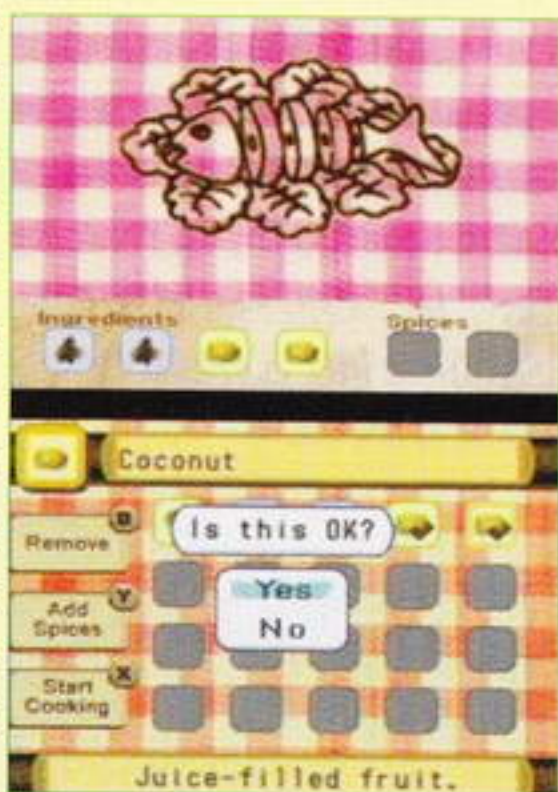 Ingredients Spices
Coconut
Remove B
Is this OK?
Add Y
Spices
Yes
No
Start X
Cooking
Juice-filled fruit.